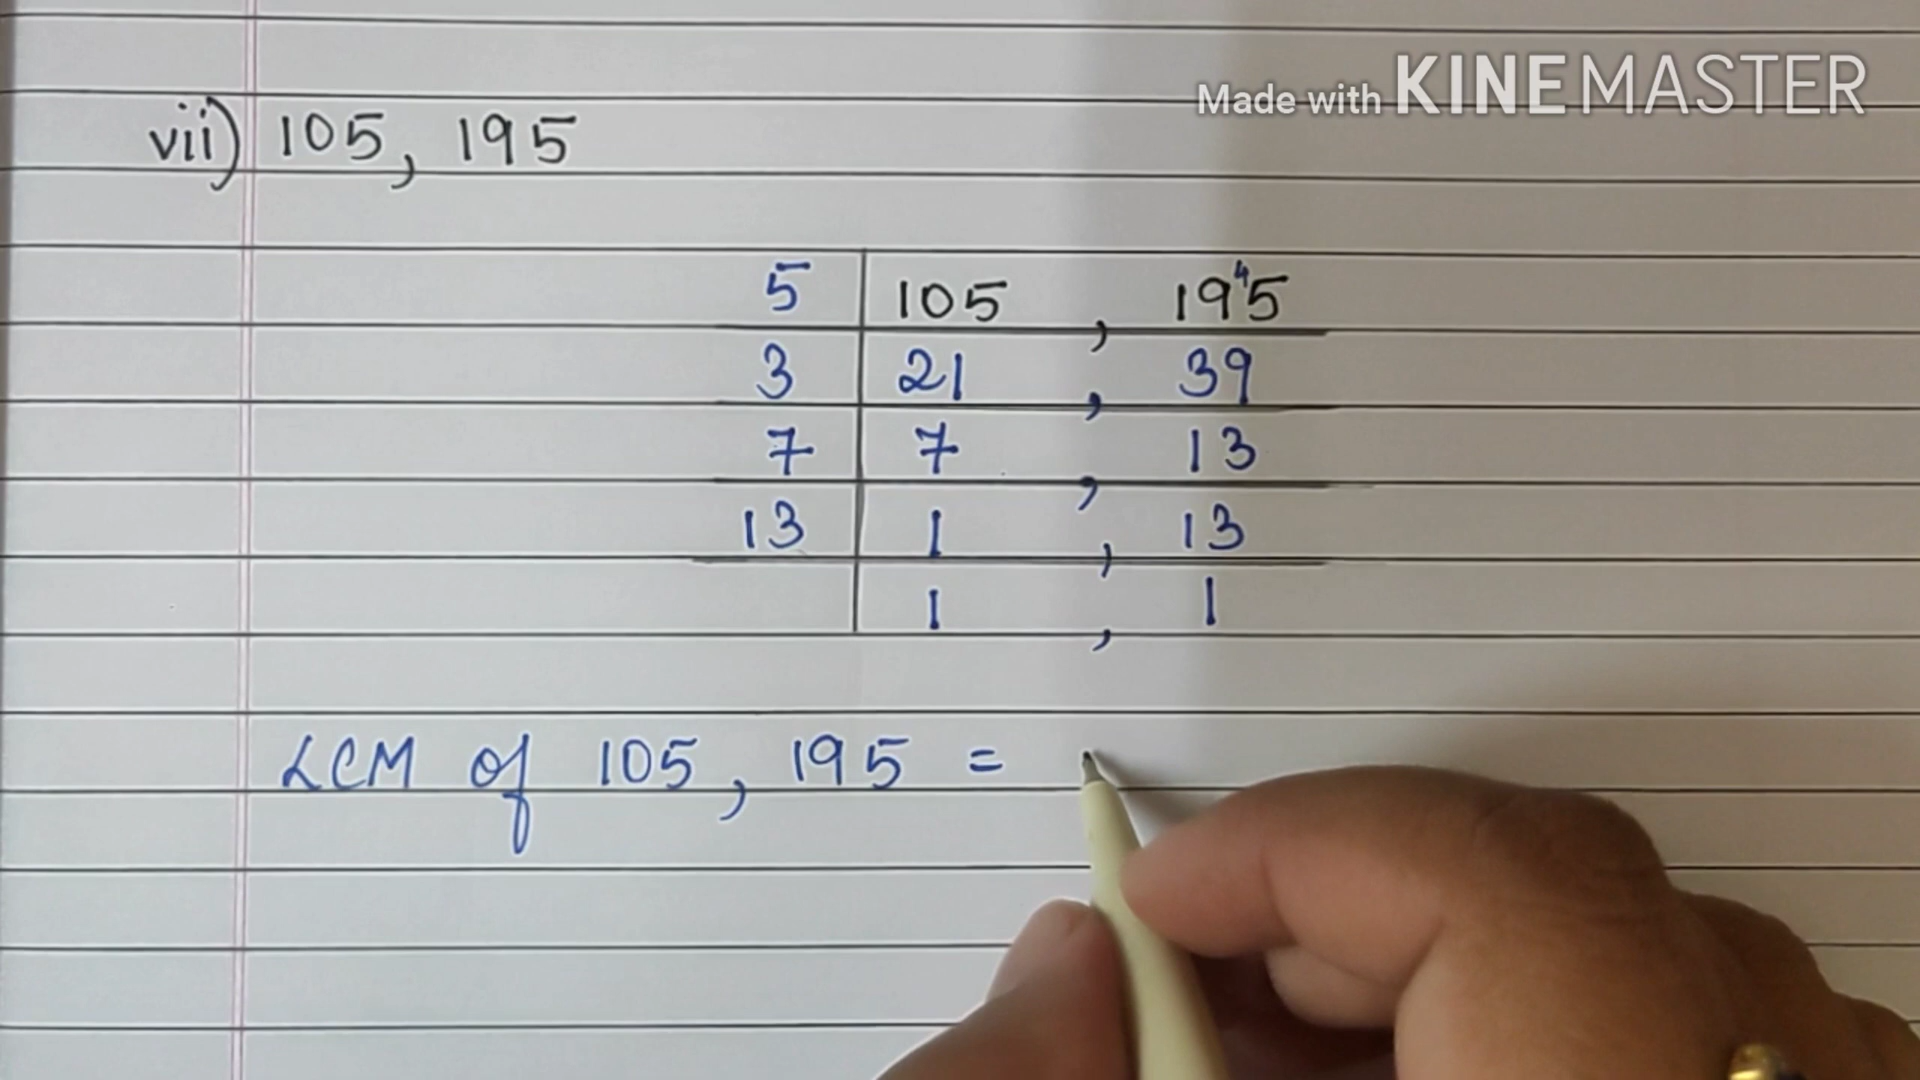 Made with KINEMASTER
vii) 105, 195
5 105 , 19⁴5
3 21 , 39
7 7 , 13
13 1 , 13
1 , 1
LCM of 105, 195 =